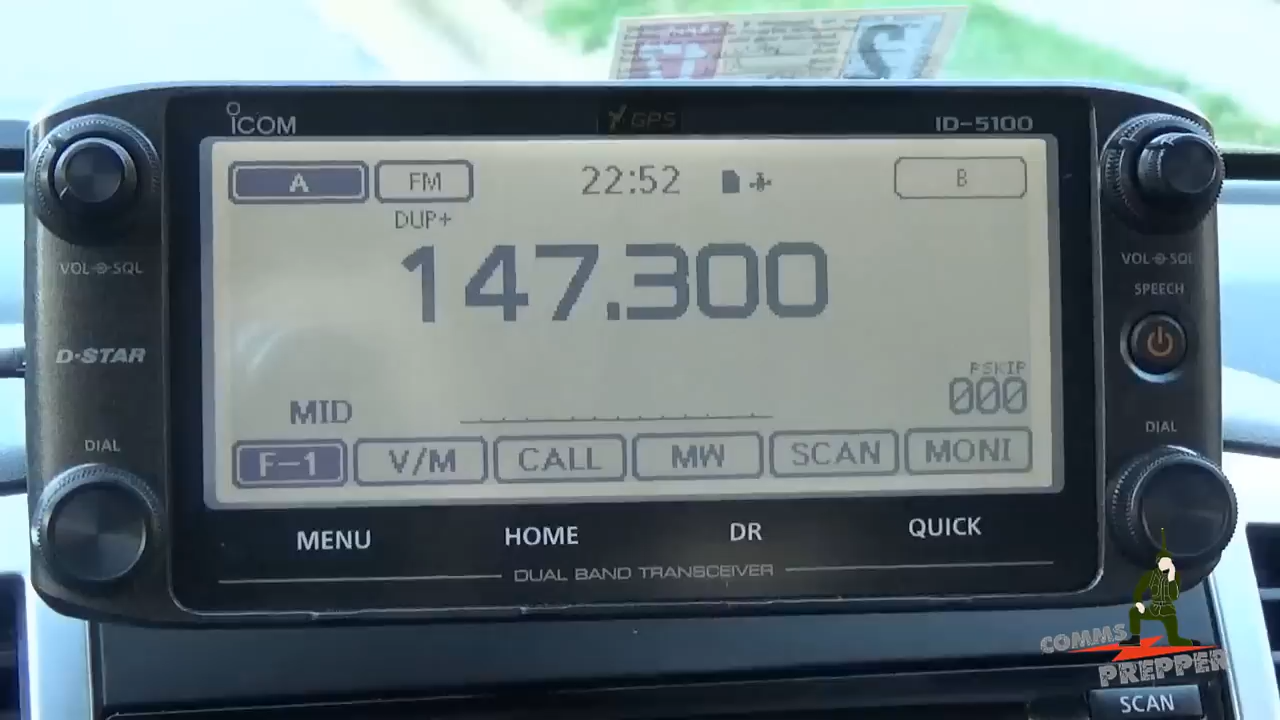 ICOM
GPS
ID-5100
A
FM
22:52
B
DUP+
147.300
VOL SQL
VOL SQL
SPEECH
D-STAR
PSKIP
000
MID
DIAL
DIAL
F-1
V/M
CALL
MW
SCAN
MONI
MENU
HOME
DR
QUICK
DUAL BAND TRANSCEIVER
COMMS
PREPPER
SCAN